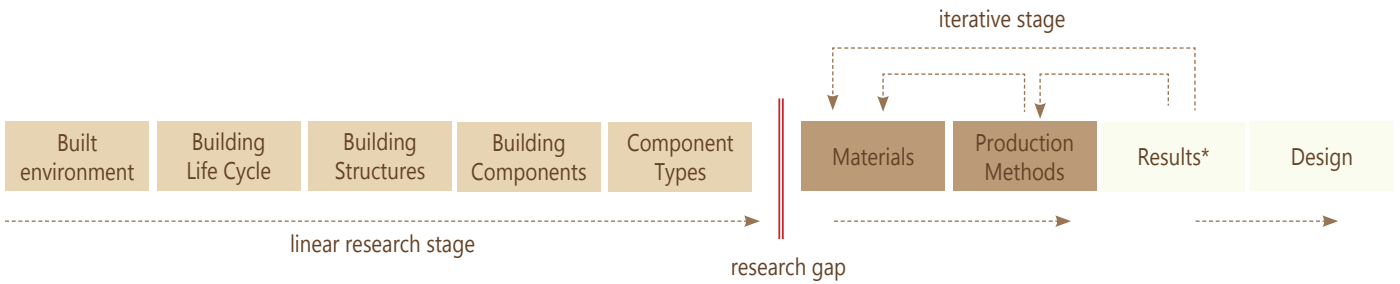 iterative stage
Built
environment
Building
Life Cycle
Building
Structures
Building
Components
Component
Types
Materials
Production
Methods
Results*
Design
linear research stage
research gap